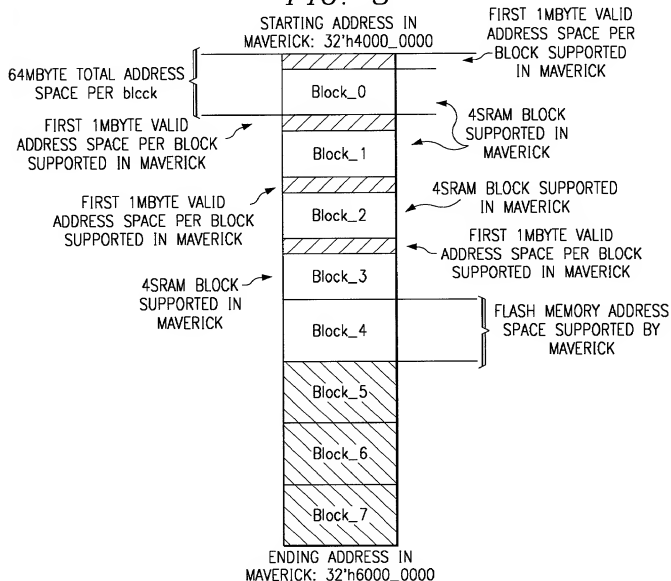 STARTING ADDRESS IN
MAVERICK: 32'h4000_0000
FIRST 1MBYTE VALID
ADDRESS SPACE PER
BLOCK SUPPORTED
IN MAVERICK
64MBYTE TOTAL ADDRESS
SPACE PER blcck
Block_0
4SRAM BLOCK
SUPPORTED IN
MAVERICK
FIRST 1MBYTE VALID
ADDRESS SPACE PER BLOCK
SUPPORTED IN MAVERICK
Block_1
FIRST 1MBYTE VALID
ADDRESS SPACE PER BLOCK
SUPPORTED IN MAVERICK
Block_2
4SRAM BLOCK SUPPORTED
IN MAVERICK
FIRST 1MBYTE VALID
ADDRESS SPACE PER BLOCK
SUPPORTED IN MAVERICK
4SRAM BLOCK
SUPPORTED IN
MAVERICK
Block_3
Block_4
FLASH MEMORY ADDRESS
SPACE SUPPORTED BY
MAVERICK
Block_5
Block_6
Block_7
ENDING ADDRESS IN
MAVERICK: 32'h6000_0000